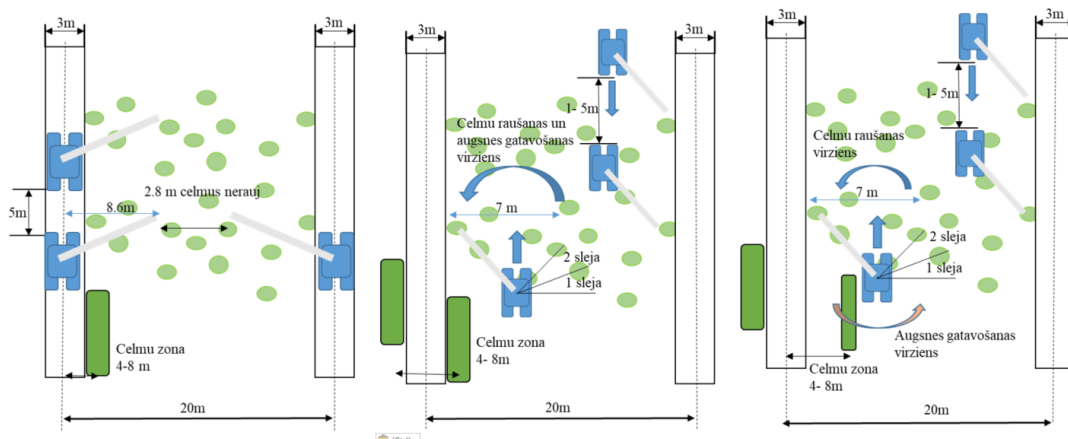 3m
3m
2.8 m celmus nerauj
8.6m
5m
Celmu zona
4-8 m
20m
3m
3m
1- 5m
Celmu raušanas un
augsnes gatavošanas
virziens
7 m
2 sleja
1 sleja
Celmu zona
4- 8m
20m
3m
3m
1- 5m
Celmu raušanas
virziens
7 m
2 sleja
1 sleja
Augsnes gatavošanas
virziens
Celmu zona
4- 8m
20m